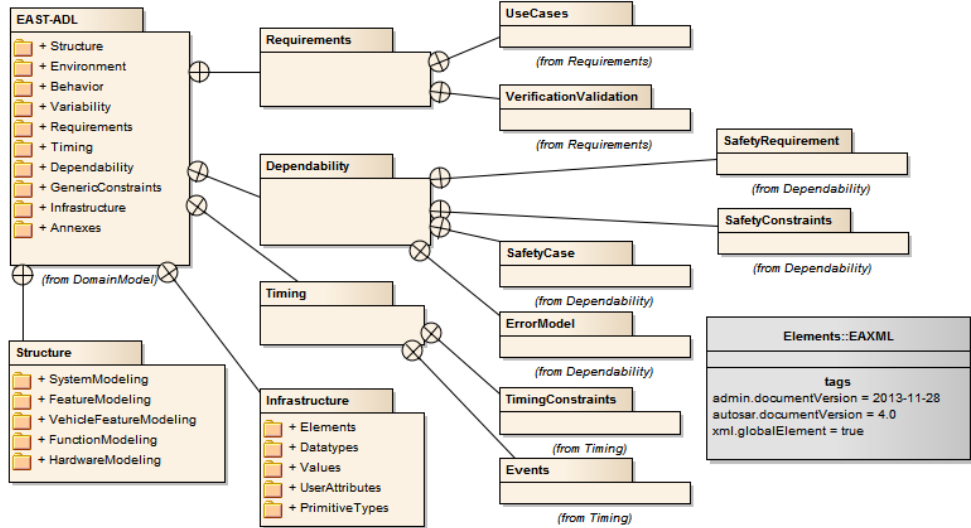 EAST-ADL
+ Structure
+ Environment
+ Behavior
+ Variability
+ Requirements
+ Timing
+ Dependability
+ GenericConstraints
+ Infrastructure
+ Annexes
(from DomainModel)
Structure
+ SystemModeling
+ FeatureModeling
+ VehicleFeatureModeling
+ FunctionModeling
+ HardwareModeling
Requirements
Dependability
Timing
Infrastructure
+ Elements
+ Datatypes
+ Values
+ UserAttributes
+ PrimitiveTypes
UseCases
(from Requirements)
VerificationValidation
(from Requirements)
SafetyCase
(from Dependability)
ErrorModel
(from Dependability)
TimingConstraints
(from Timing)
Events
(from Timing)
SafetyRequirement
(from Dependability)
SafetyConstraints
(from Dependability)
Elements::EAXML
tags
admin.documentVersion = 2013-11-28
autosar.documentVersion = 4.0
xml.globalElement = true